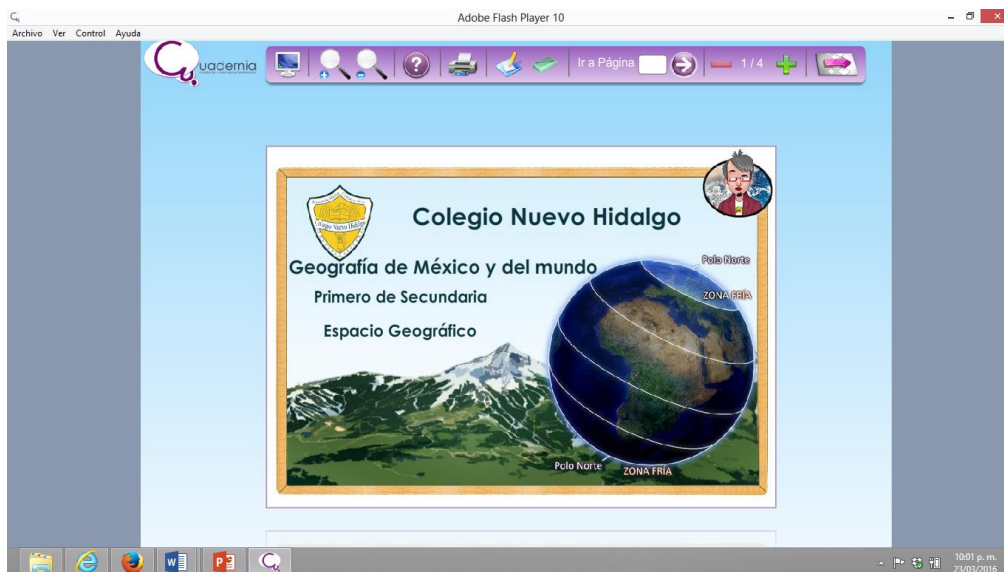 Adobe Flash Player 10
Archivo Ver Control Ayuda
Cuadernia
Ir a Página
1/4
Colegio Nuevo Hidalgo
Colegio Nuevo Hidalgo
Geografía de México y del mundo
Primero de Secundaria
Espacio Geográfico
Polo Norte
ZONA FRÍA
Polo Norte
ZONA FRÍA
10:01 p. m.
23/03/2016